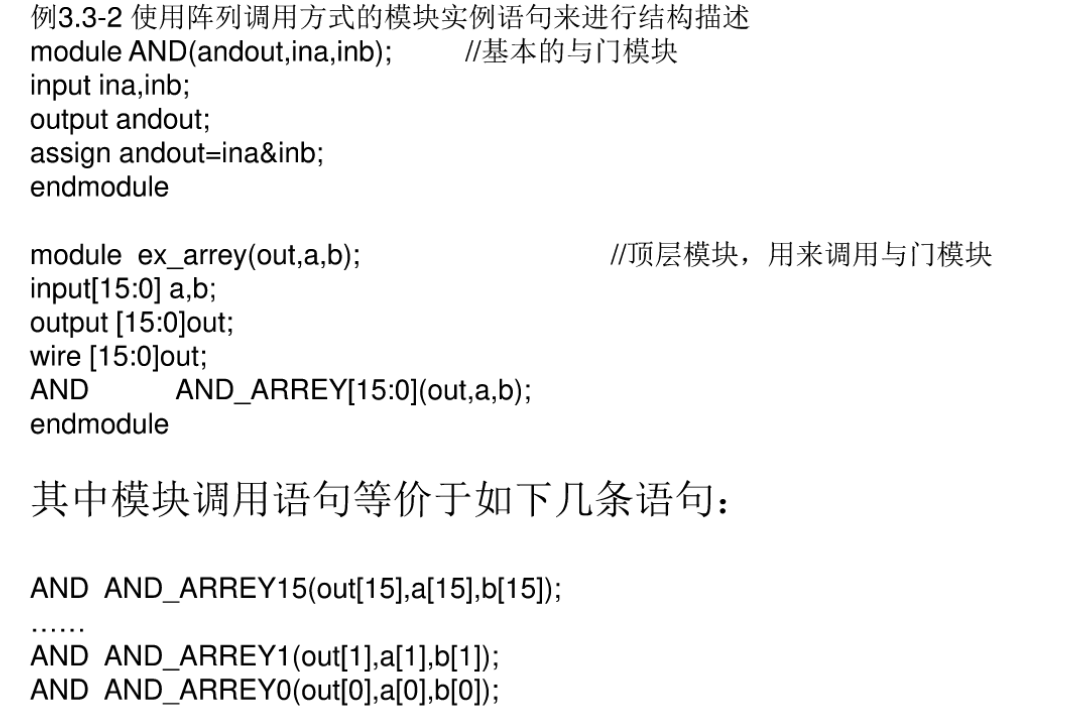 例3.3-2 使用阵列调用方式的模块实例语句来进行结构描述
module AND(andout,ina,inb); //基本的与门模块
input ina,inb;
output andout;
assign andout=ina&inb;
endmodule
module ex_arrey(out,a,b); //顶层模块，用来调用与门模块
input[15:0] a,b;
output [15:0]out;
wire [15:0]out;
AND AND_ARREY[15:0](out,a,b);
endmodule
其中模块调用语句等价于如下几条语句：
AND AND_ARREY15(out[15],a[15],b[15]);
……
AND AND_ARREY1(out[1],a[1],b[1]);
AND AND_ARREY0(out[0],a[0],b[0]);